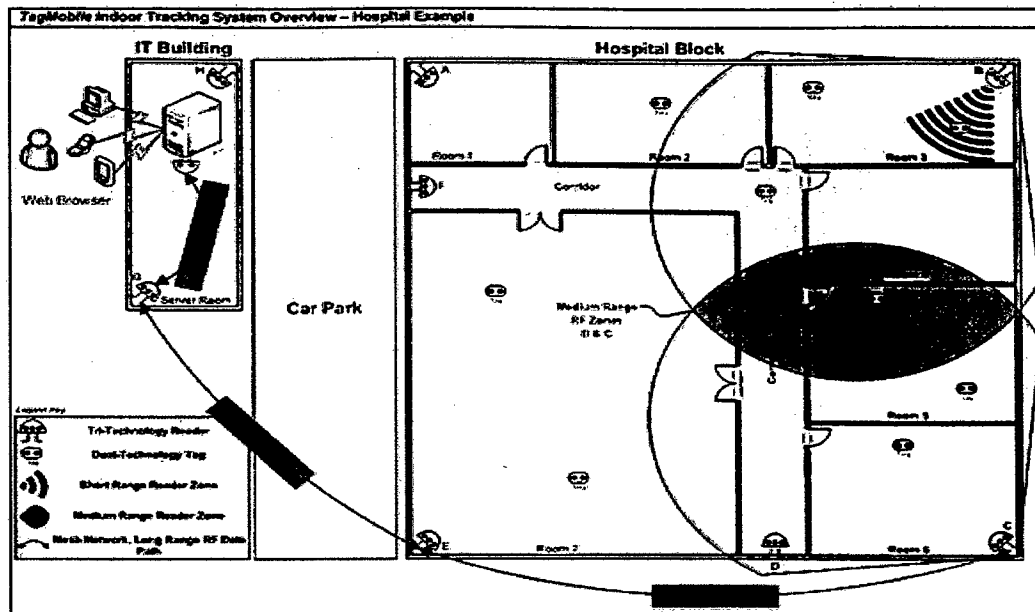 TagMobile Indoor Tracking System Overview – Hospital Example
IT Building
Hospital Block
H
A
B
Room 1
Room 2
Room 3
F
Corridor
Web Browser
Server Room
Car Park
Medium Range
RF Zones
B & C
Room 5
Legend Key
Tri-Technology Reader
Dual-Technology Tag
Short Range Reader Zone
Medium Range Reader Zone
Mesh Network, Long Range RF Data
Path
E
Room 7
D
Room 6
C